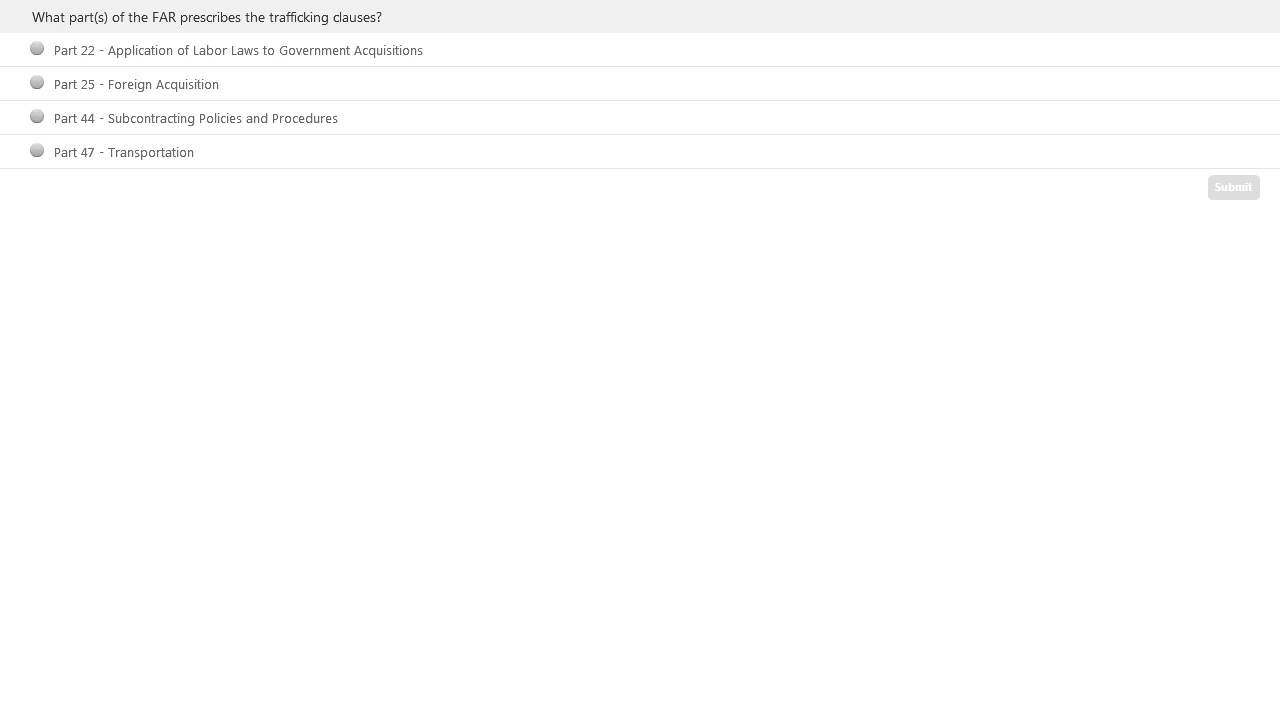 What part(s) of the FAR prescribes the trafficking clauses?
Part 22 - Application of Labor Laws to Government Acquisitions
Part 25 - Foreign Acquisition
Part 44 - Subcontracting Policies and Procedures
Part 47 - Transportation
Submit